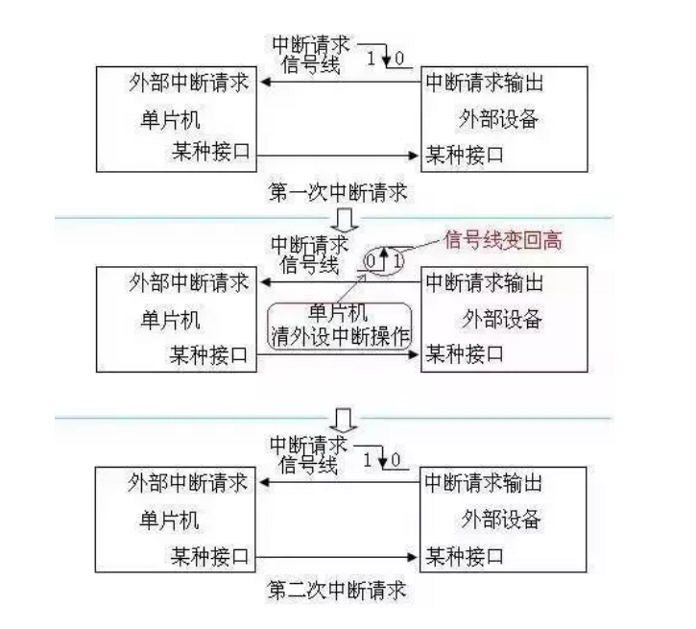 中断请求
信号线
1 0
外部中断请求
中断请求输出
单片机
外部设备
某种接口
某种接口
第一次中断请求
中断请求
信号线
0 1
信号线变回高
外部中断请求
中断请求输出
单片机
单片机
清外设中断操作
外部设备
某种接口
某种接口
中断请求
信号线
1 0
外部中断请求
中断请求输出
单片机
外部设备
某种接口
某种接口
第二次中断请求